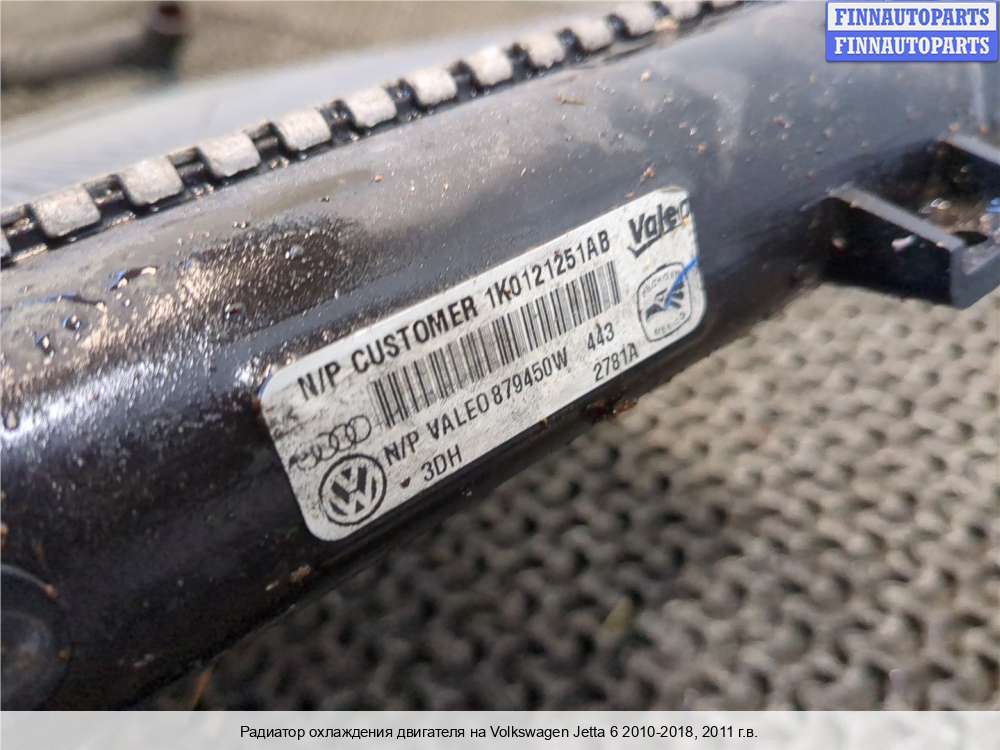 FINNAUTOPARTS
FINNAUTOPARTS
N/P CUSTOMER 1K0121251AB
Valeo
N/P VALEO 879450W 443
3DH 2781A
Радиатор охлаждения двигателя на Volkswagen Jetta 6 2010-2018, 2011 г.в.